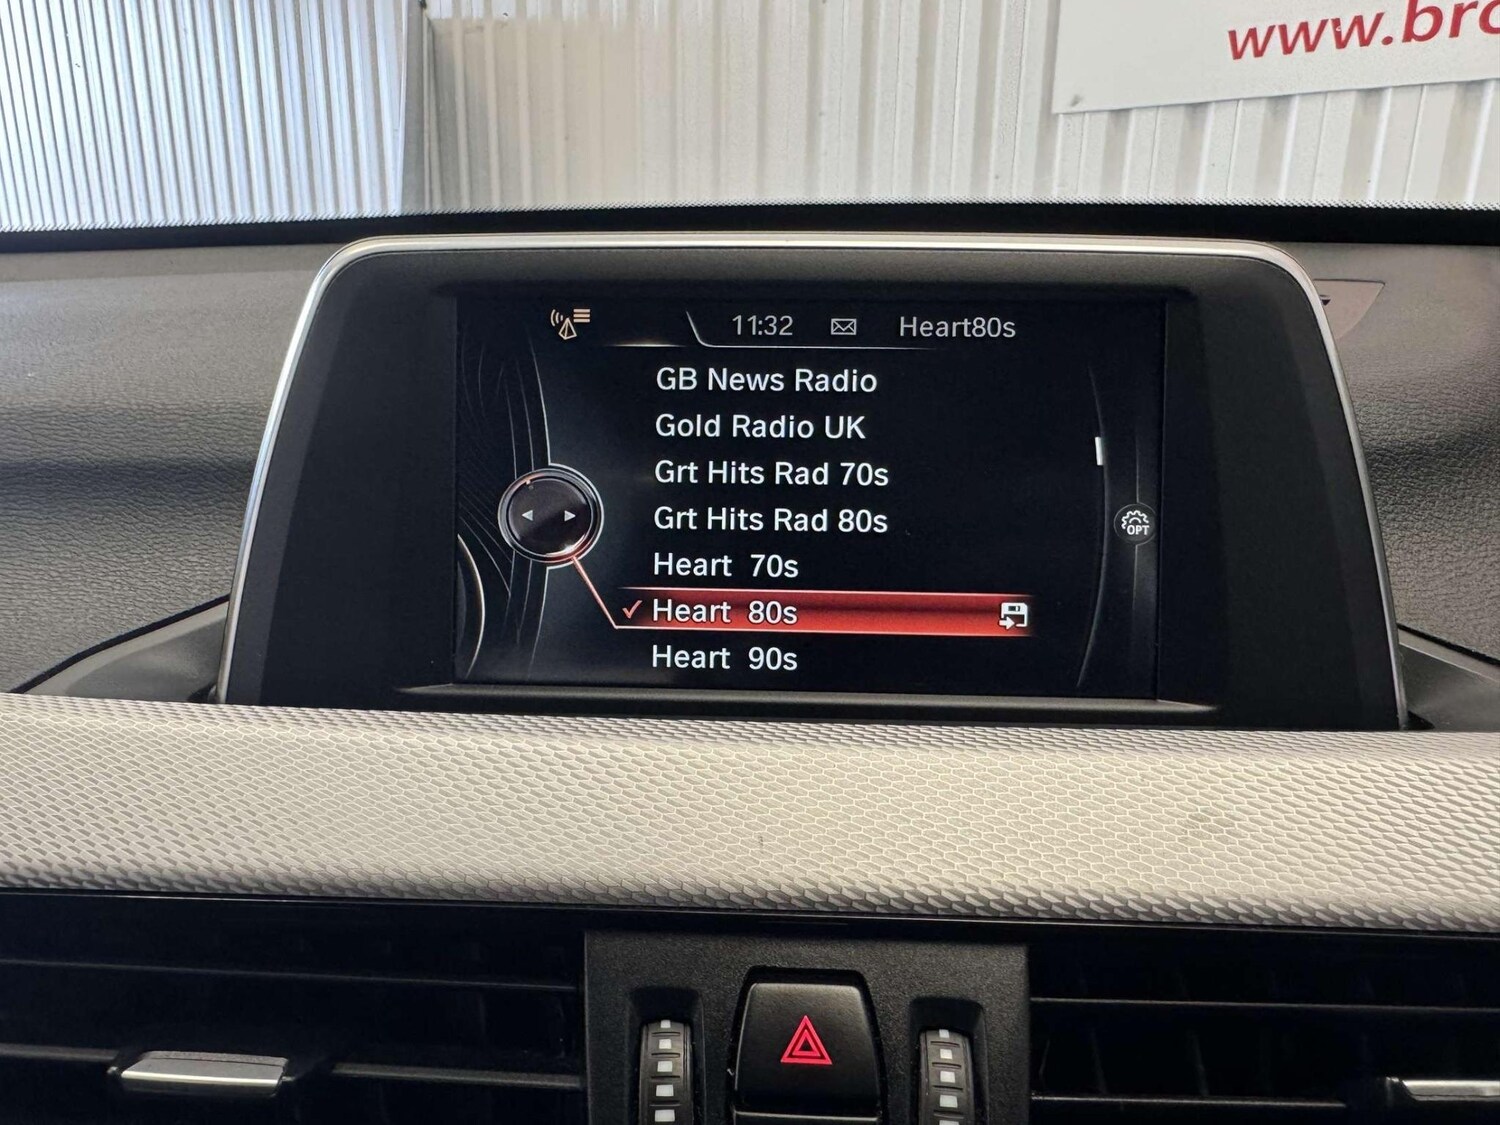 www.bro
11:32 Heart80s
GB News Radio
Gold Radio UK
Grt Hits Rad 70s
Grt Hits Rad 80s
Heart 70s
OPT
Heart 80s
Heart 90s